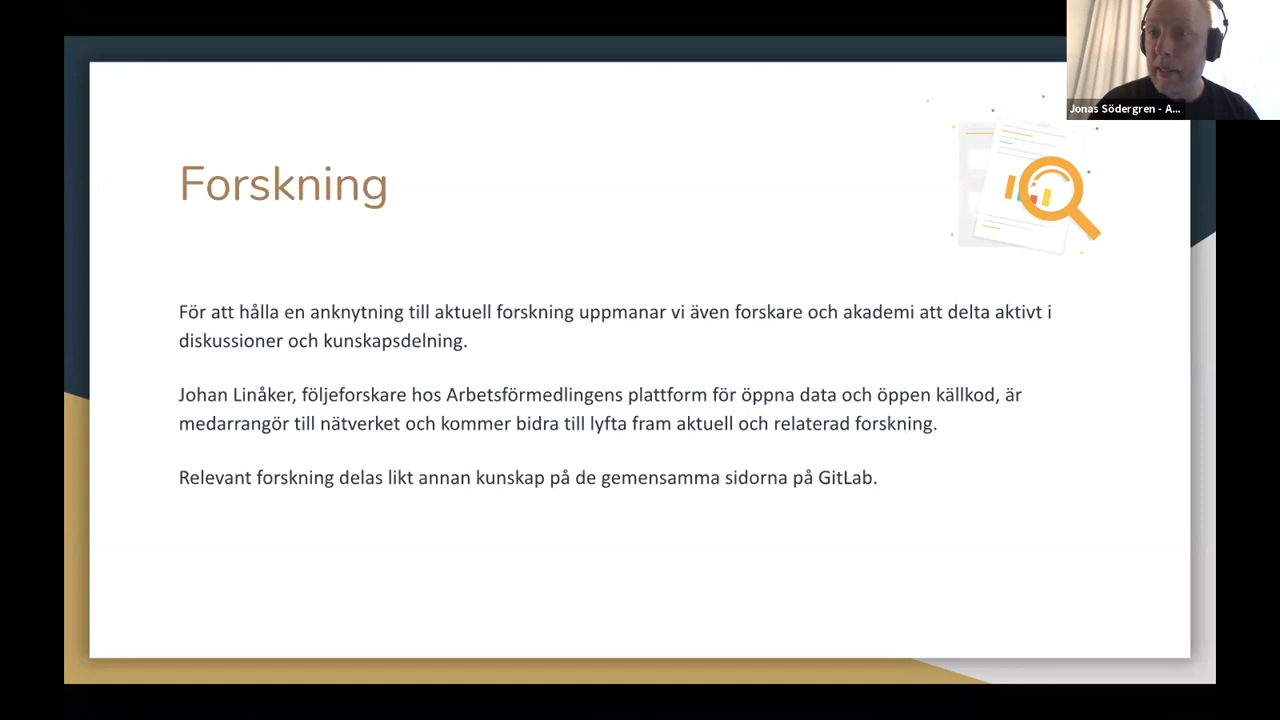 Jonas Södergren - A...
Forskning
För att hålla en anknytning till aktuell forskning uppmanar vi även forskare och akademi att delta aktivt i
diskussioner och kunskapsdelning.
Johan Linåker, följeforskare hos Arbetsförmedlingens plattform för öppna data och öppen källkod, är
medarrangör till nätverket och kommer bidra till lyfta fram aktuell och relaterad forskning.
Relevant forskning delas likt annan kunskap på de gemensamma sidorna på GitLab.